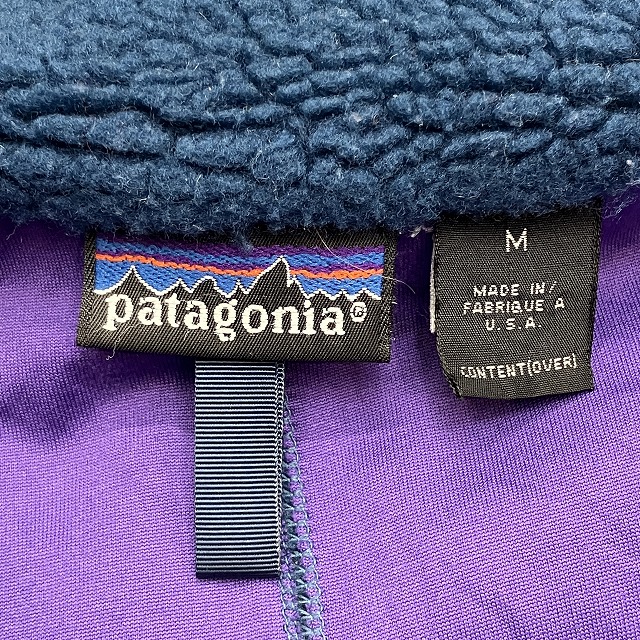 patagonia®
M
MADE IN/
FABRIQUE A
U.S.A.
CONTENT(OVER)